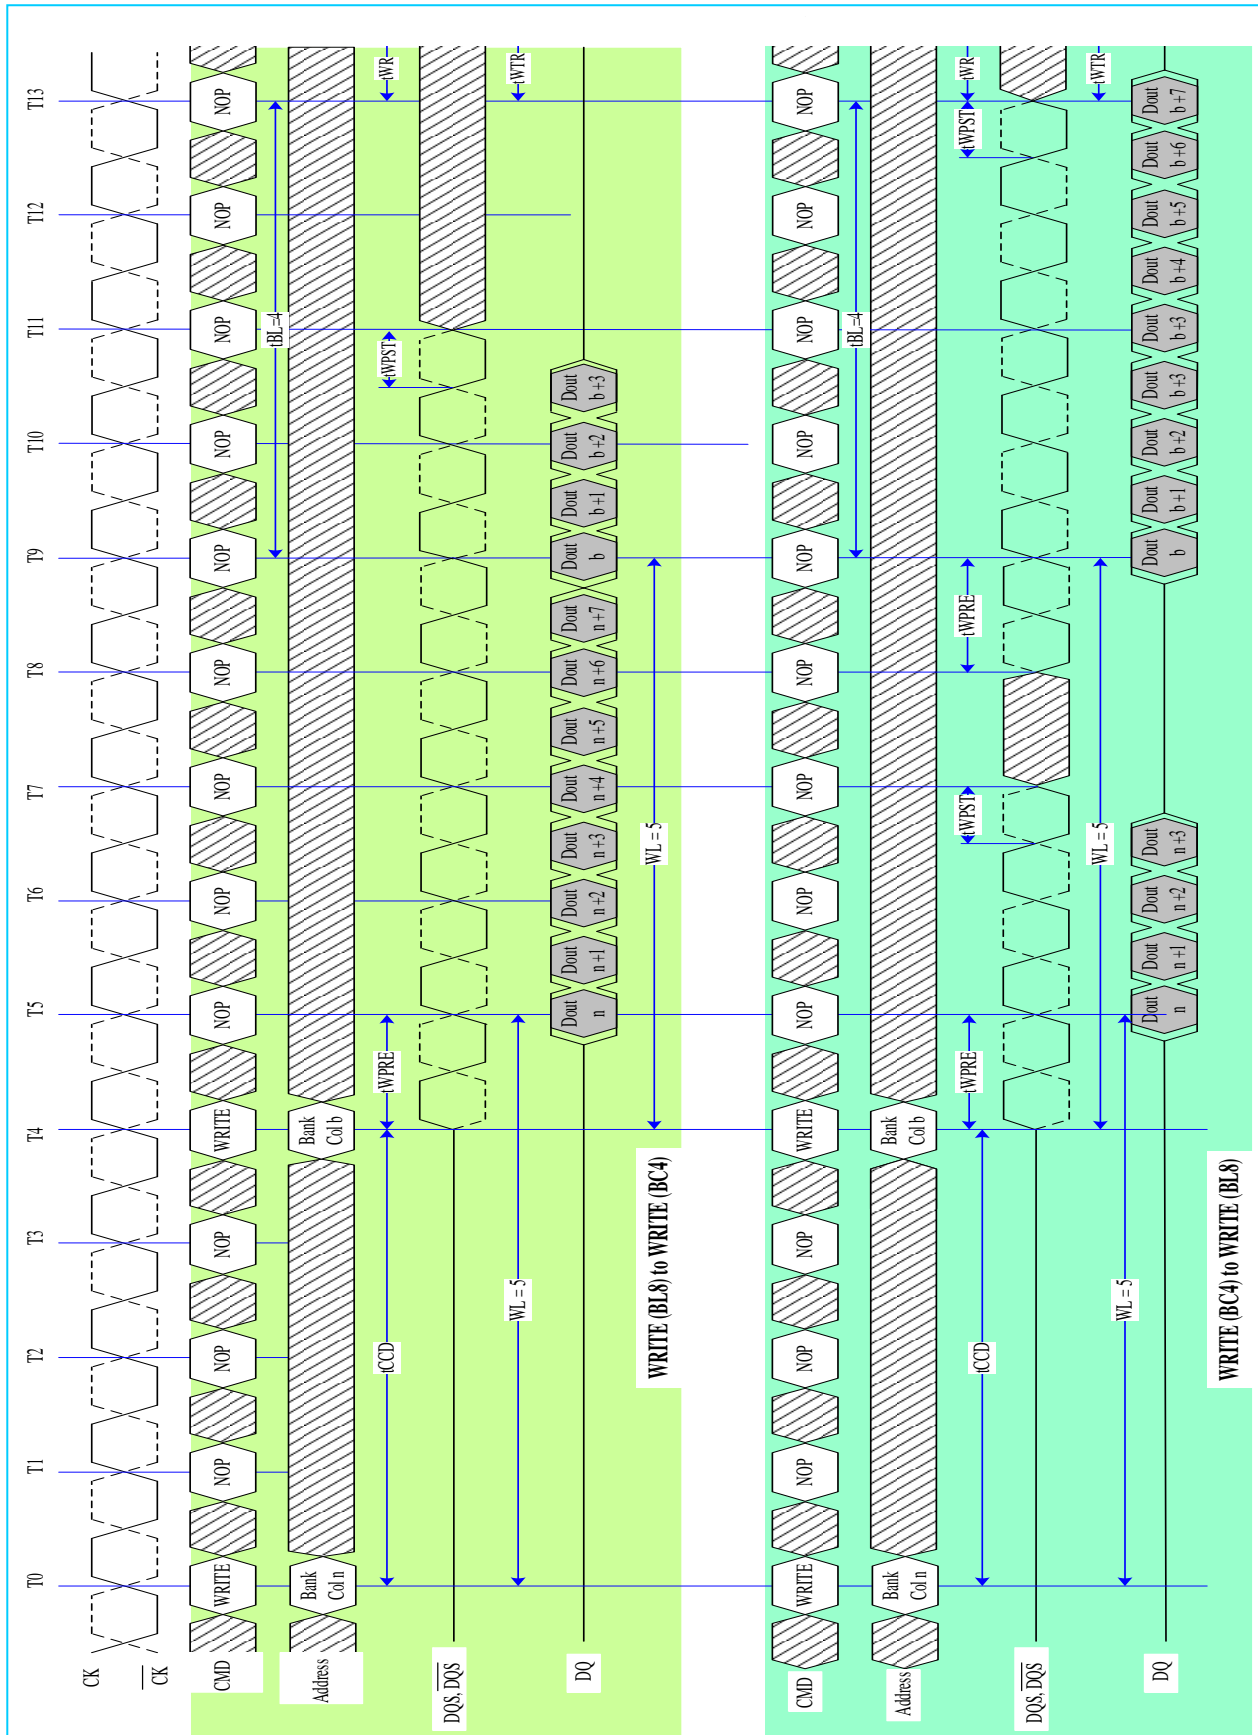 T0 T1 T2 T3 T4 T5 T6 T7 T8 T9 T10 T11 T12 T13
CK
CK
CMD WRITE NOP NOP NOP WRITE NOP NOP NOP NOP NOP NOP NOP NOP NOP
tBL=4
Address
Bank
Col n
Bank
Col b
tCCD tWPRE tWPST tWR
DQS, DQS
WL = 5 tWTR
DQ
Dout Dout Dout Dout Dout Dout Dout Dout Dout Dout Dout Dout
n n+1 n+2 n+3 n+4 n+5 n+6 n+7 b b+1 b+2 b+3
WL = 5
WRITE (BL8) to WRITE (BC4)
CMD WRITE NOP NOP NOP WRITE NOP NOP NOP NOP NOP NOP NOP NOP NOP
tBL=4
Address
Bank
Col n
Bank
Col b
tWPRE tWPST tWPRE tWPST tWR
tCCD
DQS, DQS
WL = 5 tWTR
WL = 5
DQ
Dout Dout Dout Dout Dout Dout Dout Dout Dout Dout Dout Dout Dout
n n+1 n+2 n+3 b b+1 b+2 b+3 b+3 b+4 b+5 b+6 b+7
WRITE (BC4) to WRITE (BL8)